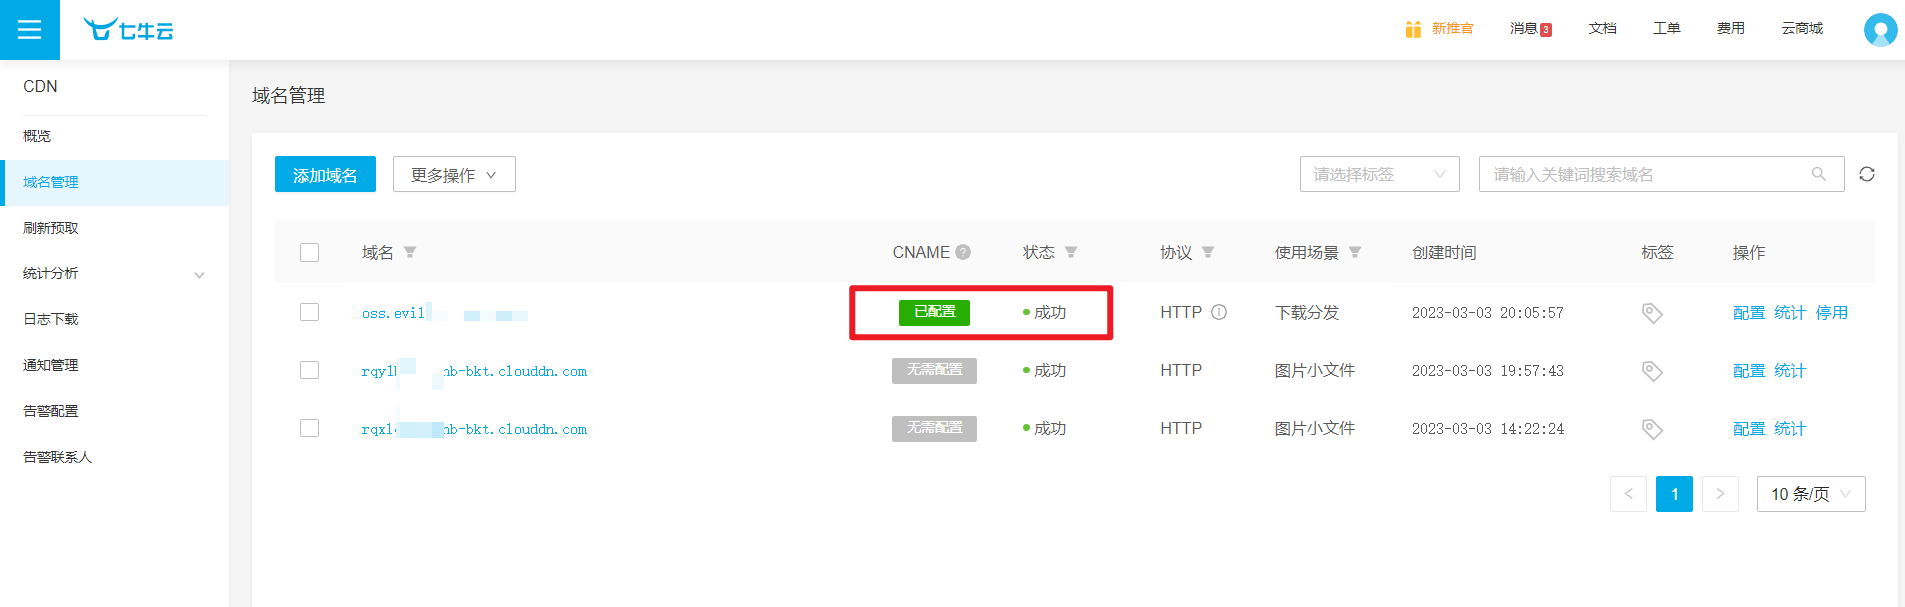 七牛云
新推官 消息 3 文档 工单 费用 云商城
CDN
概览
域名管理
刷新预取
统计分析
日志下载
通知管理
告警配置
告警联系人
域名管理
添加域名 更多操作 请选择标签 请输入关键词搜索域名
域名 CNAME ? 状态 协议 使用场景 创建时间 标签 操作
oss.evil 已配置 成功 HTTP 下载分发 2023-03-03 20:05:57 配置 统计 停用
rqylb hb-bkt.clouddn.com 无需配置 成功 HTTP 图片小文件 2023-03-03 19:57:43 配置 统计
rqxl hb-bkt.clouddn.com 无需配置 成功 HTTP 图片小文件 2023-03-03 14:22:24 配置 统计
< 1 > 10 条/页